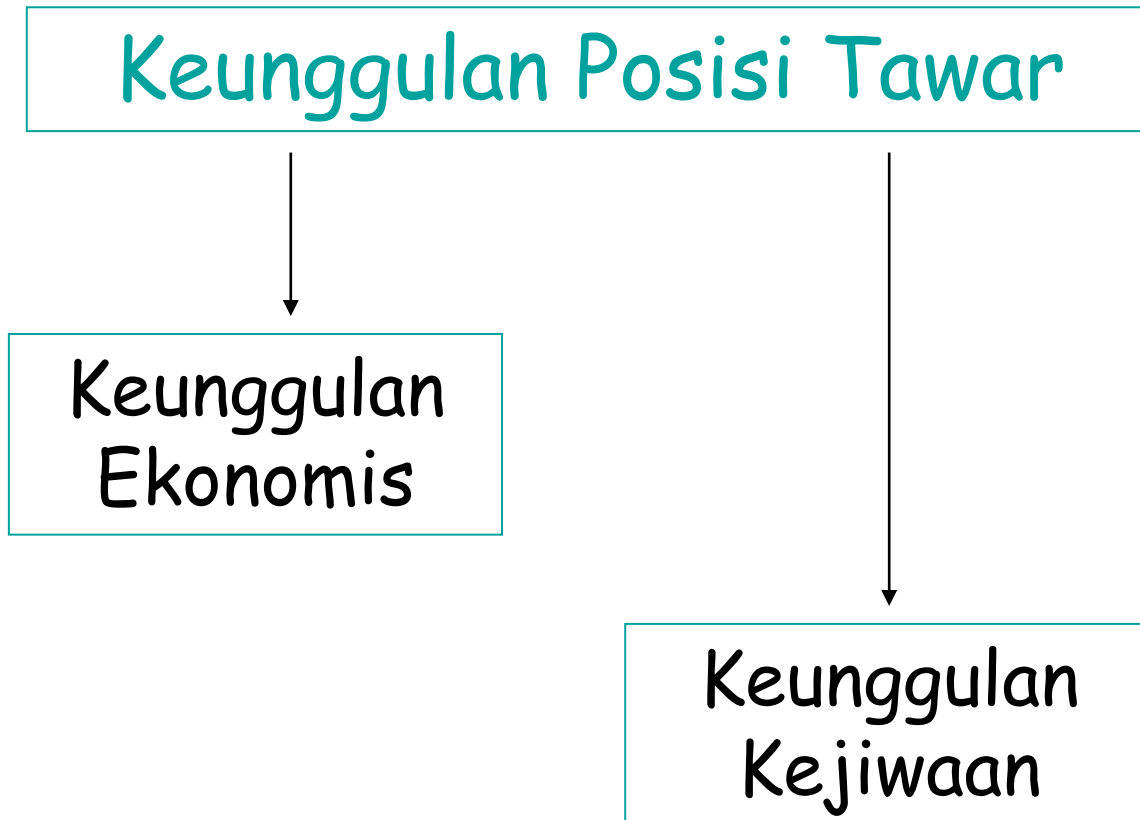 Keunggulan Posisi Tawar
Keunggulan
Ekonomis
Keunggulan
Kejiwaan